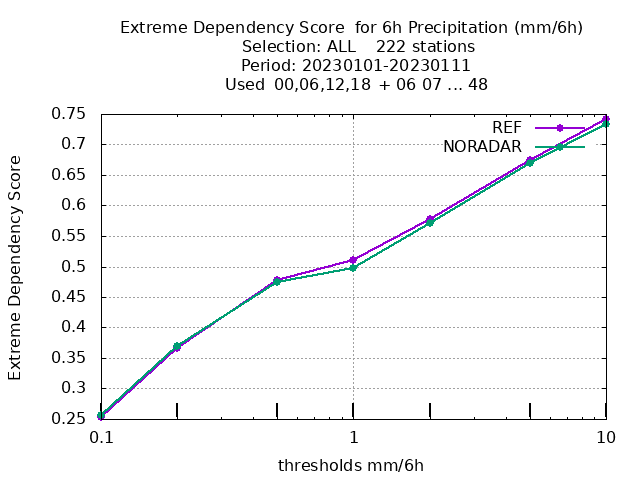 Extreme Dependency Score  for 6h Precipitation (mm/6h)
Selection: ALL    222 stations
Period: 20230101-20230111
Used  00,06,12,18  + 06 07 ... 48
REF
NORADAR
0.75
0.7
0.65
0.6
0.55
0.5
0.45
0.4
0.35
0.3
0.25
Extreme Dependency Score
0.1 1 10
thresholds mm/6h